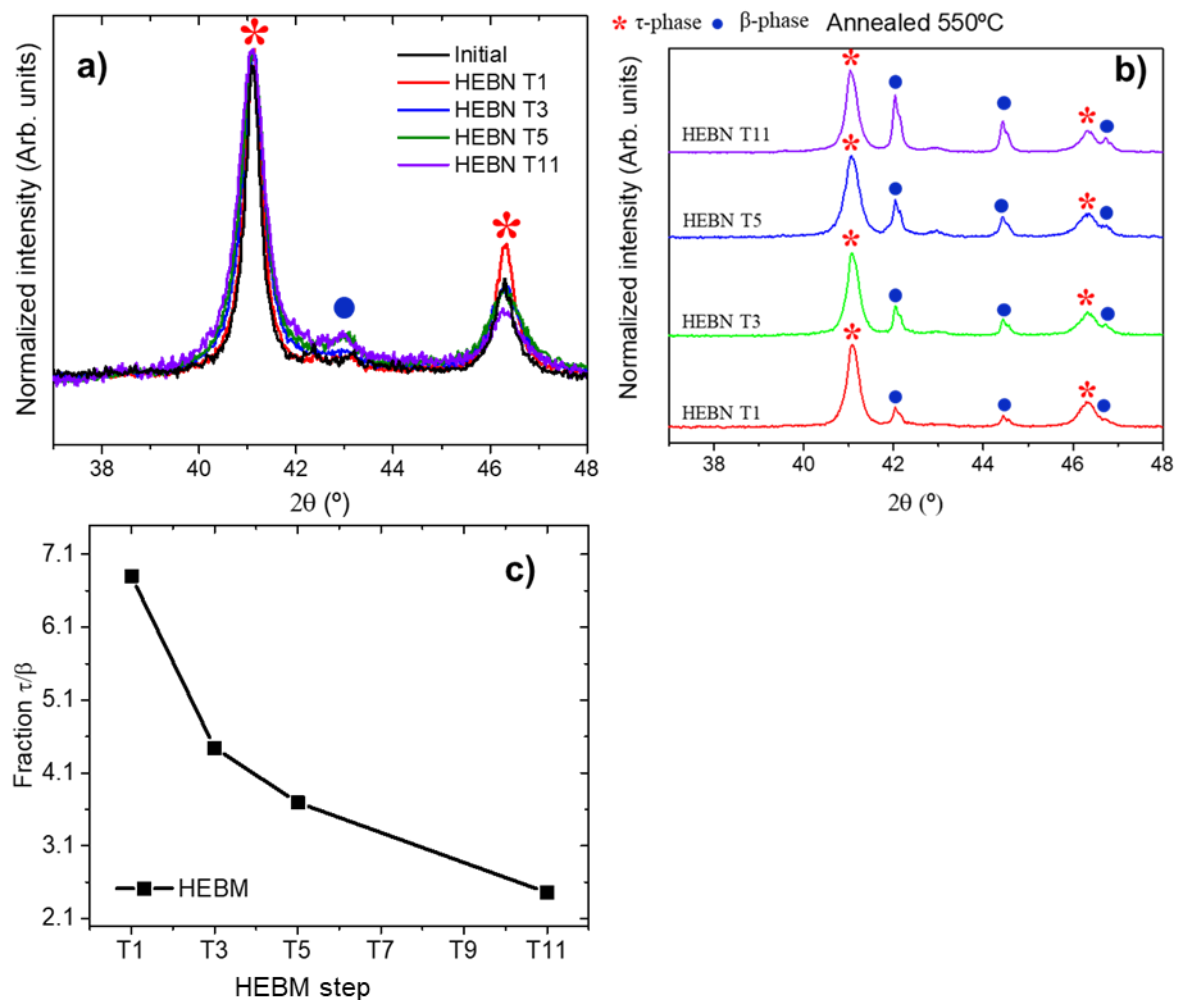 a)
Normalized intensity (Arb. units)
Initial
HEBN T1
HEBN T3
HEBN T5
HEBN T11
38 40 42 44 46 48
2θ (º)
τ-phase β-phase Annealed 550ºC
b)
Normalized intensity (Arb. units)
HEBN T11
HEBN T5
HEBN T3
HEBN T1
38 40 42 44 46 48
2θ (º)
c)
Fraction τ/β
7.1
6.1
5.1
4.1
3.1
2.1
HEBM
T1 T3 T5 T7 T9 T11
HEBM step